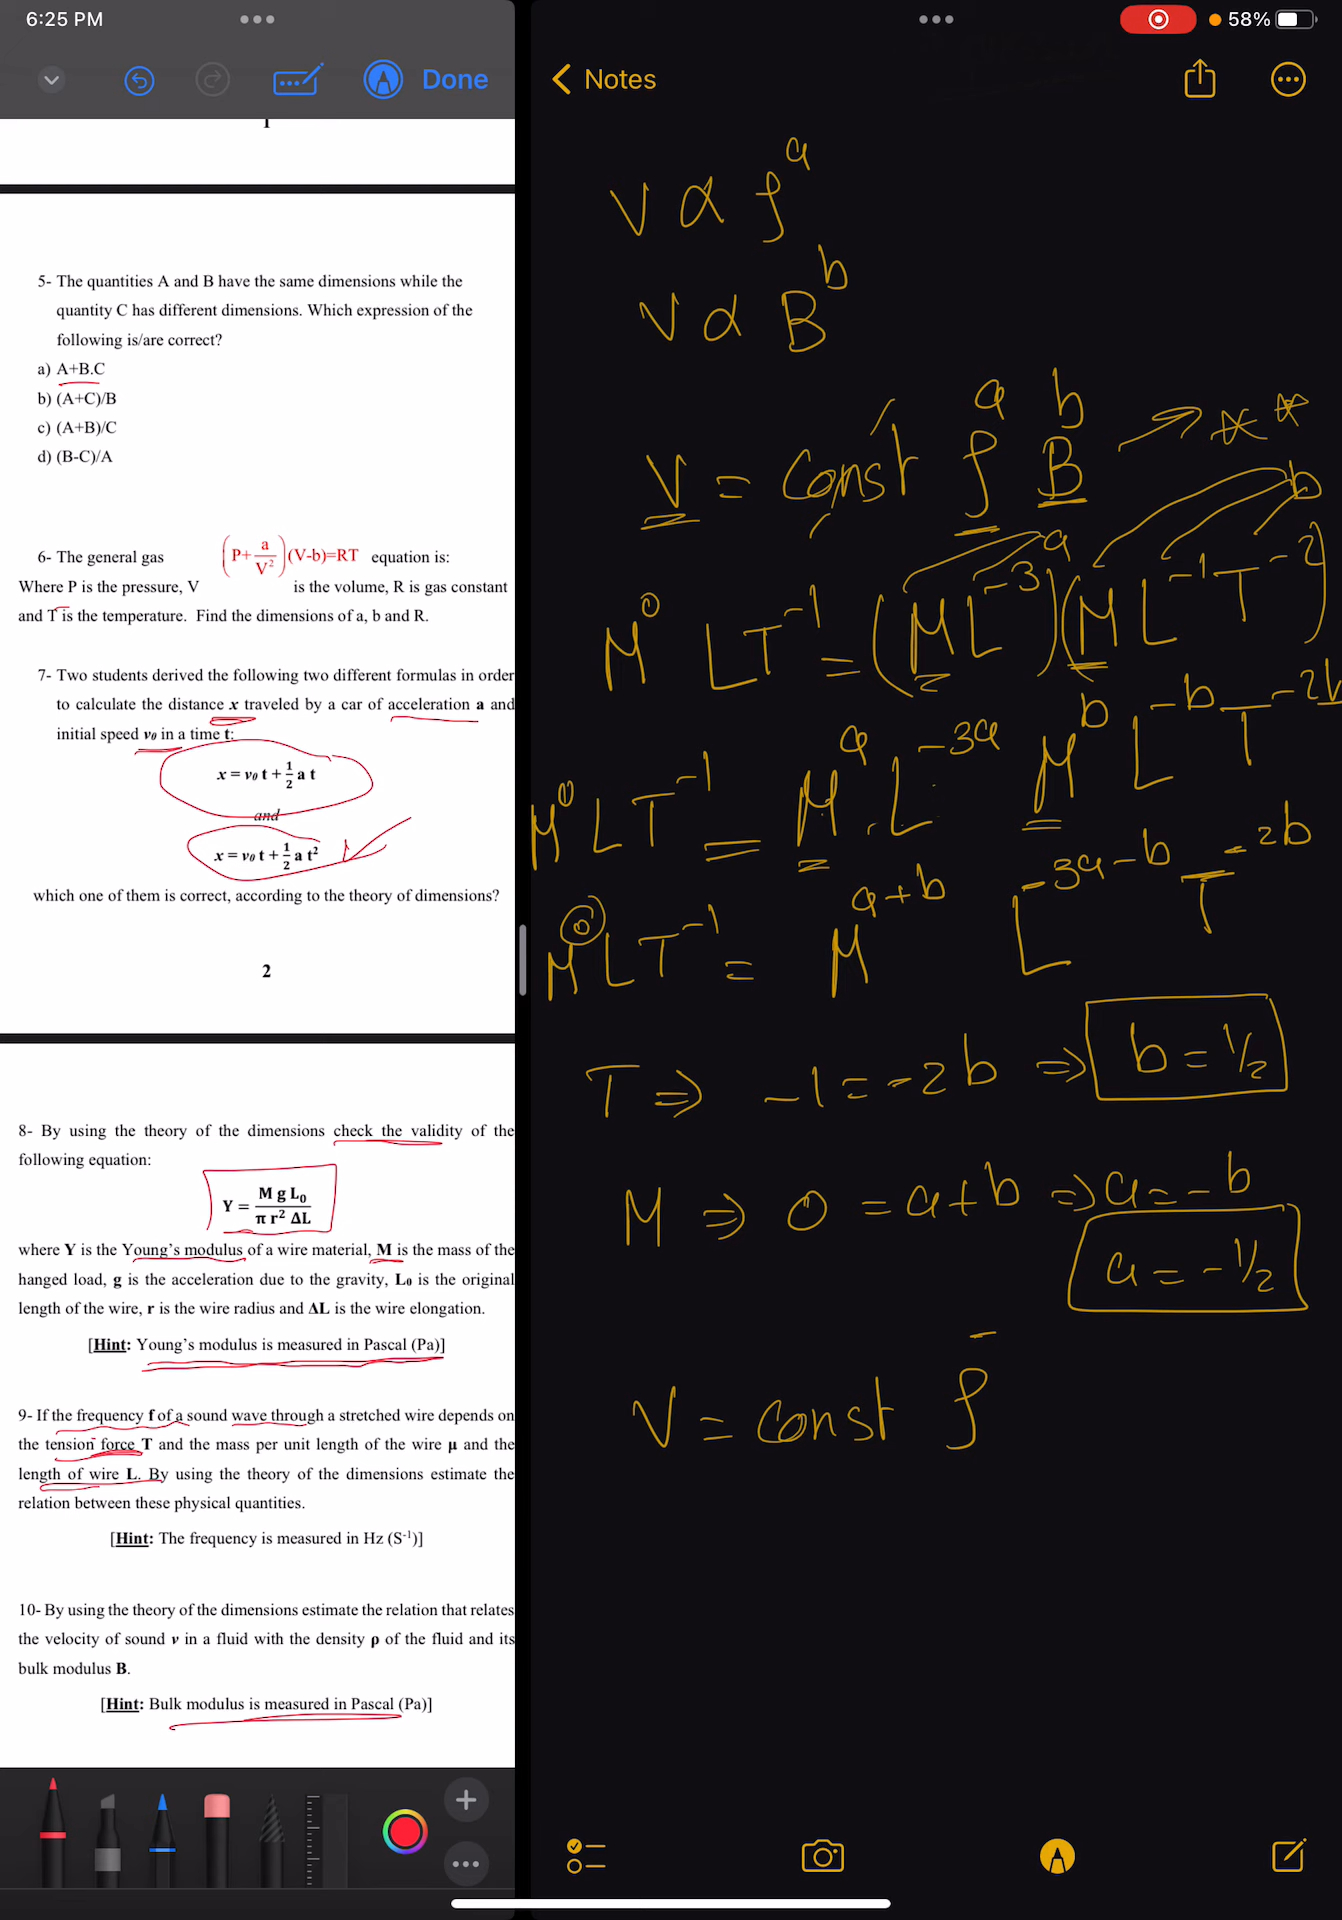 6:25 PM
58%
Done
Notes
1
5- The quantities A and B have the same dimensions while the
quantity C has different dimensions. Which expression of the
following is/are correct?
a) A+B.C
b) (A+C)/B
c) (A+B)/C
d) (B-C)/A
6- The general gas (P+a/V²)(V-b)=RT equation is:
Where P is the pressure, V is the volume, R is gas constant
and T is the temperature. Find the dimensions of a, b and R.
7- Two students derived the following two different formulas in order
to calculate the distance x traveled by a car of acceleration a and
initial speed v₀ in a time t:
x = v₀ t + 1/2 a t
and
x = v₀ t + 1/2 a t²
which one of them is correct, according to the theory of dimensions?
2
8- By using the theory of the dimensions check the validity of the
following equation:
Y = M g L₀ / π r² ΔL
where Y is the Young's modulus of a wire material, M is the mass of the
hanged load, g is the acceleration due to the gravity, L₀ is the original
length of the wire, r is the wire radius and ΔL is the wire elongation.
[Hint: Young's modulus is measured in Pascal (Pa)]
9- If the frequency f of a sound wave through a stretched wire depends on
the tension force T and the mass per unit length of the wire μ and the
length of wire L. By using the theory of the dimensions estimate the
relation between these physical quantities.
[Hint: The frequency is measured in Hz (S⁻¹)]
10- By using the theory of the dimensions estimate the relation that relates
the velocity of sound v in a fluid with the density ρ of the fluid and its
bulk modulus B.
[Hint: Bulk modulus is measured in Pascal (Pa)]
V α ρ^a
V α B^b
V = Const ρ^a B^b → * *
M⁰ L T⁻¹ = (M L⁻³)^a (M L⁻¹ T⁻²)^b
M⁰ L T⁻¹ = M^a . L^-3a M^b L^-b T^-2b
M⁰ L T⁻¹ = M^a+b L^-3a-b T^-2b
T ⇒ -1 = -2b ⇒ b = 1/2
M ⇒ 0 = a+b ⇒ a = -b
a = -1/2
V = const ρ^-